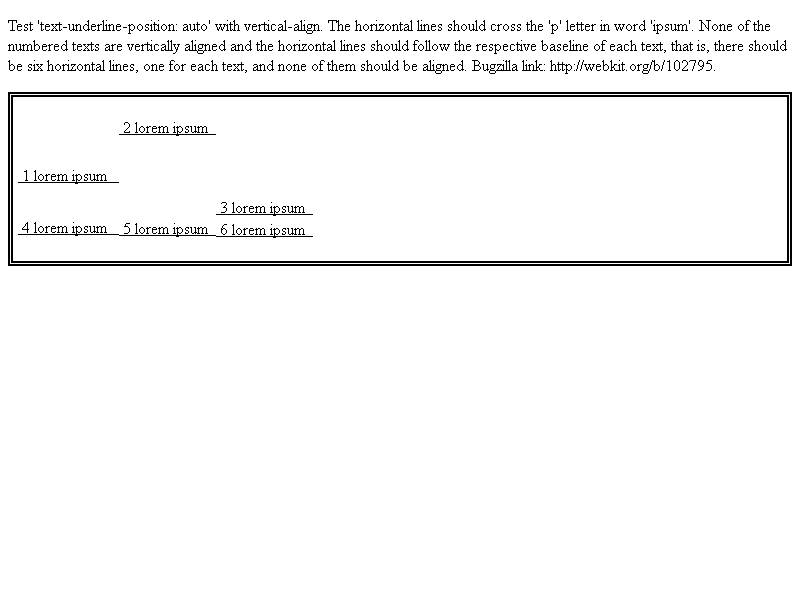 Test 'text-underline-position: auto' with vertical-align. The horizontal lines should cross the 'p' letter in word 'ipsum'. None of the
numbered texts are vertically aligned and the horizontal lines should follow the respective baseline of each text, that is, there should
be six horizontal lines, one for each text, and none of them should be aligned. Bugzilla link: http://webkit.org/b/102795.
2 lorem ipsum
1 lorem ipsum
3 lorem ipsum
4 lorem ipsum 5 lorem ipsum 6 lorem ipsum